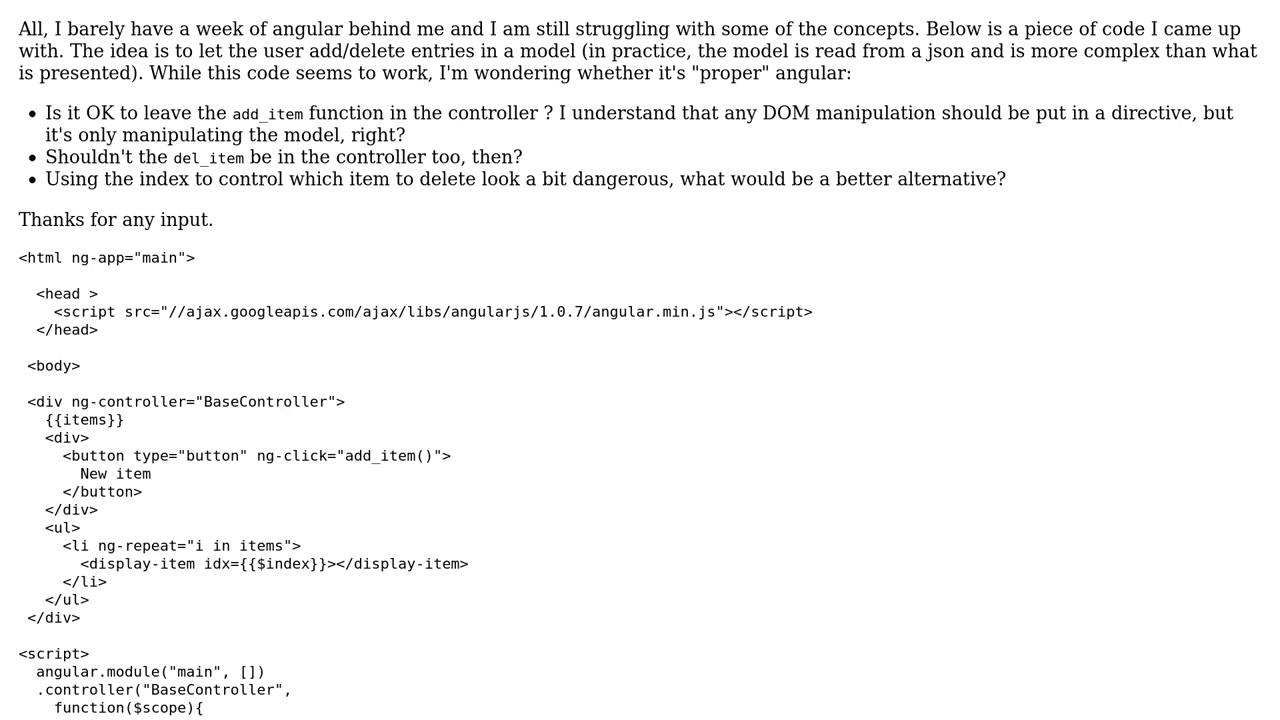 All, I barely have a week of angular behind me and I am still struggling with some of the concepts. Below is a piece of code I came up
with. The idea is to let the user add/delete entries in a model (in practice, the model is read from a json and is more complex than what
is presented). While this code seems to work, I'm wondering whether it's "proper" angular:
• Is it OK to leave the add_item function in the controller ? I understand that any DOM manipulation should be put in a directive, but
it's only manipulating the model, right?
• Shouldn't the del_item be in the controller too, then?
• Using the index to control which item to delete look a bit dangerous, what would be a better alternative?
Thanks for any input.
<html ng-app="main">
  <head >
    <script src="//ajax.googleapis.com/ajax/libs/angularjs/1.0.7/angular.min.js"></script>
  </head>
 <body>
 <div ng-controller="BaseController">
   {{items}}
   <div>
     <button type="button" ng-click="add_item()">
       New item
     </button>
   </div>
   <ul>
     <li ng-repeat="i in items">
       <display-item idx={{$index}}></display-item>
     </li>
   </ul>
 </div>
<script>
  angular.module("main", [])
  .controller("BaseController",
    function($scope){